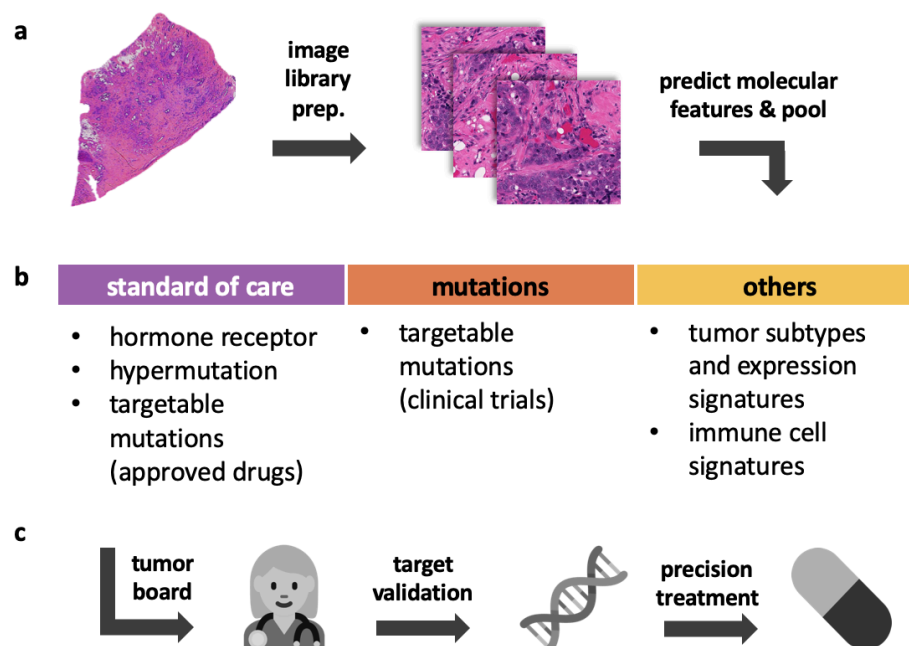 a
image
library
prep.
predict molecular
features & pool
b
standard of care
mutations
others
• hormone receptor
• hypermutation
• targetable
mutations
(approved drugs)
• targetable
mutations
(clinical trials)
• tumor subtypes
and expression
signatures
• immune cell
signatures
c
tumor
board
target
validation
precision
treatment